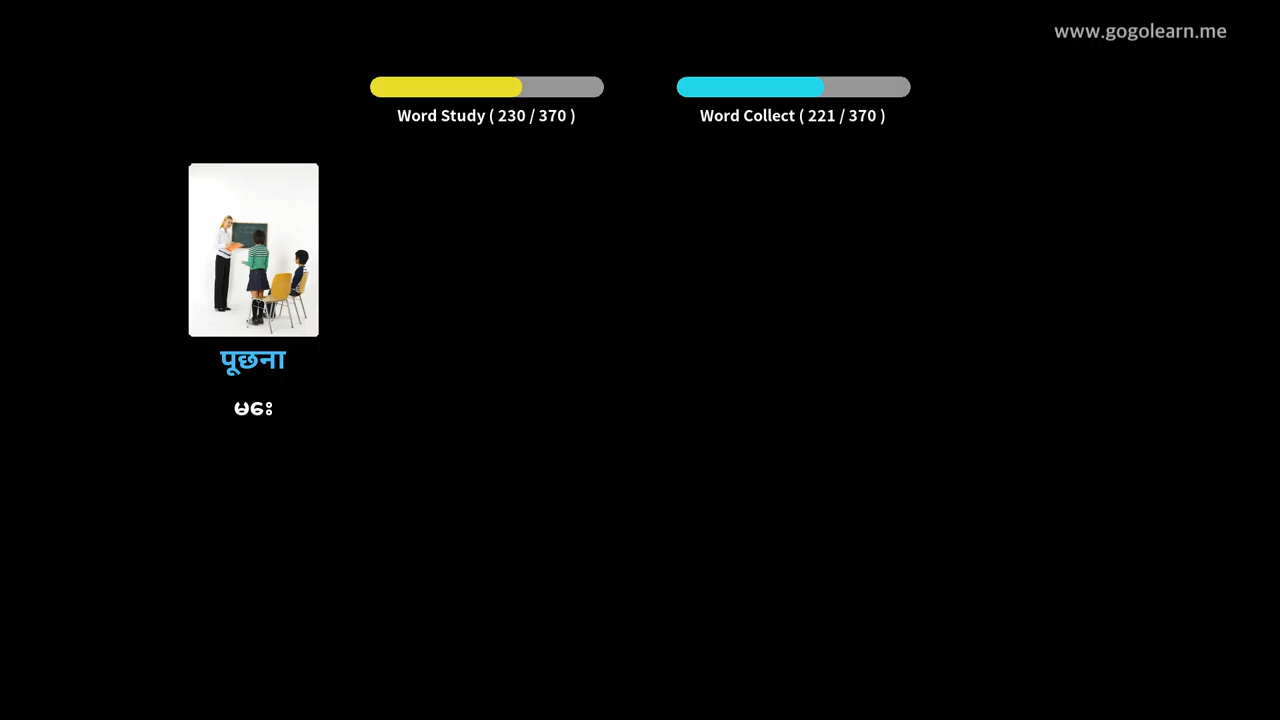 www.gogolearn.me
Word Study ( 230 / 370 )
Word Collect ( 221 / 370 )
पूछना
မေး